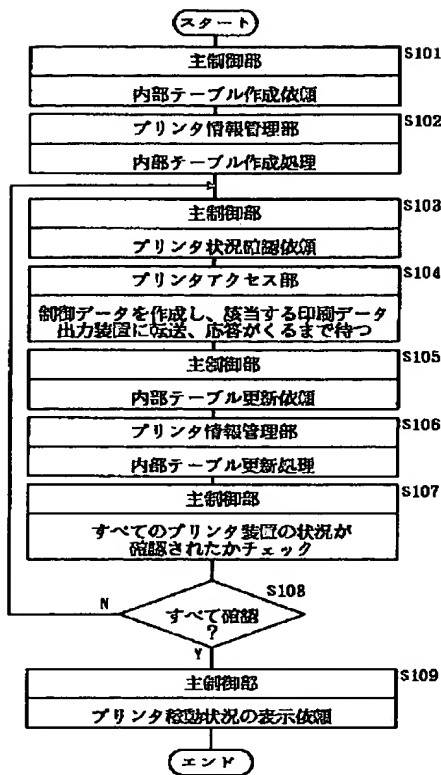 スタート
S101
主制御部
内部テーブル作成依頼
S102
プリンタ情報管理部
内部テーブル作成処理
S103
主制御部
プリンタ状況確認依頼
S104
プリンタアクセス部
制御データを作成し、該当する印刷データ
出力装置に転送、応答がくるまで待つ
S105
主制御部
内部テーブル更新依頼
S106
プリンタ情報管理部
内部テーブル更新処理
S107
主制御部
すべてのプリンタ装置の状況が
確認されたかチェック
S108
N
すべて確認
?
Y
S109
主制御部
プリンタ稼動状況の表示依頼
エンド